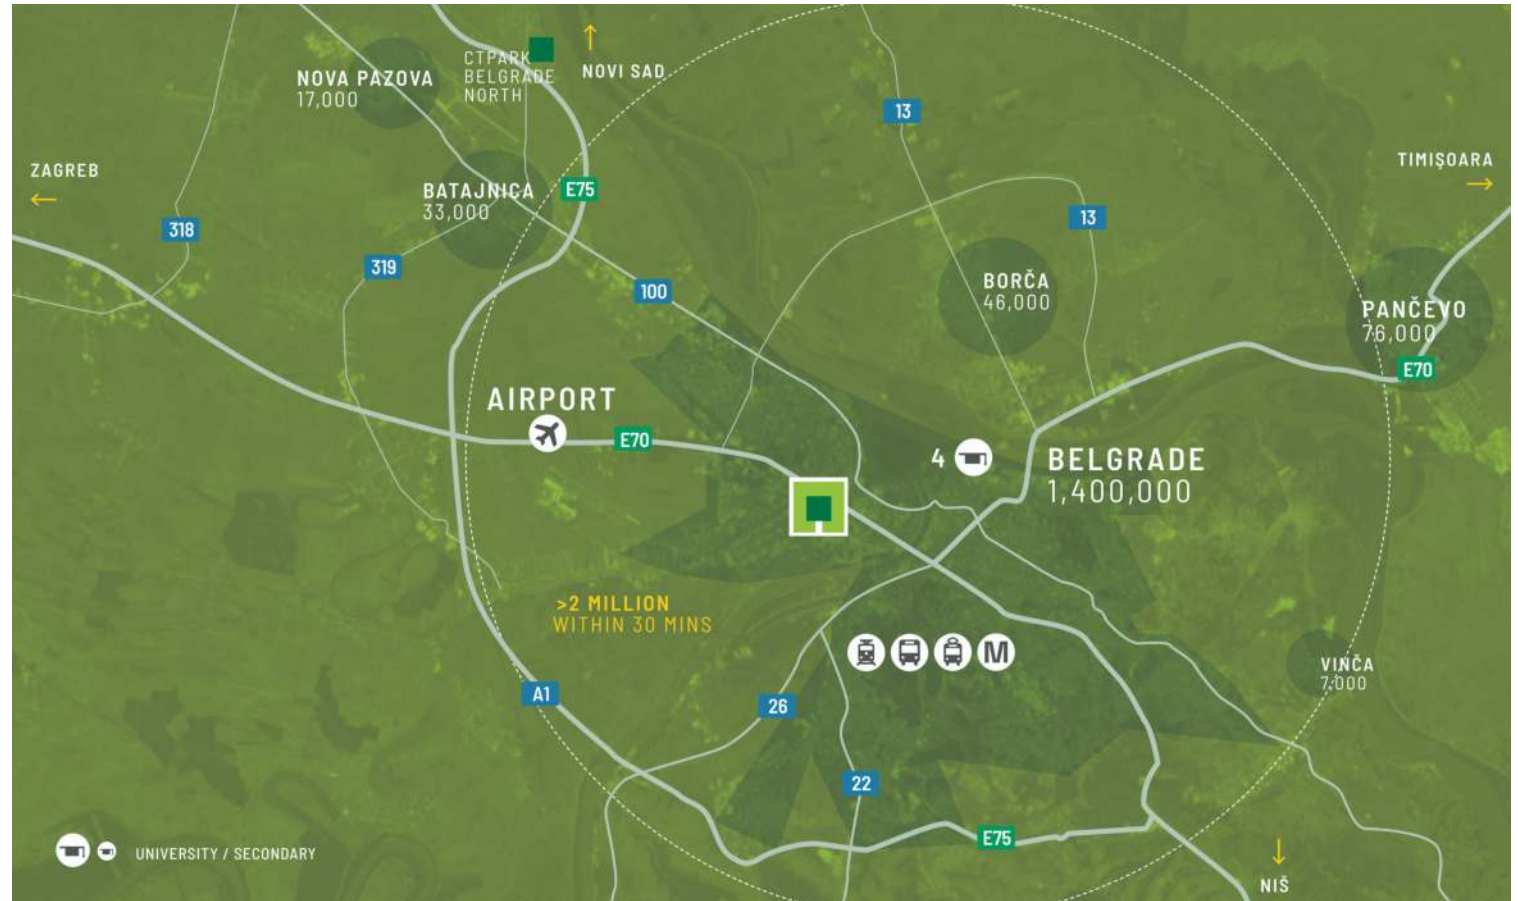 CTPARK
BELGRADE
NORTH
NOVI SAD
NOVA PAZOVA
17,000
13
ZAGREB
TIMIŞOARA
BATAJNICA
33,000
E75
318
13
319
100
BORČA
46,000
PANČEVO
76,000
E70
AIRPORT
E70
4
BELGRADE
1,400,000
>2 MILLION
WITHIN 30 MINS
M
VINČA
7,000
A1
26
22
E75
UNIVERSITY / SECONDARY
NIŠ